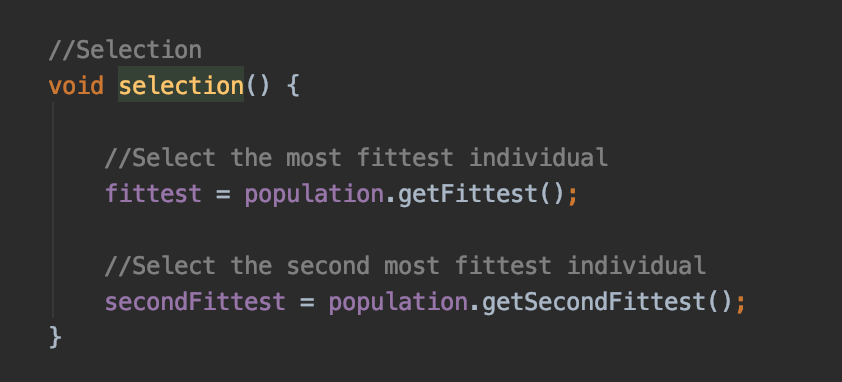 //Selection
void selection() {
//Select the most fittest individual
fittest = population.getFittest();
//Select the second most fittest individual
secondFittest = population.getSecondFittest();
}